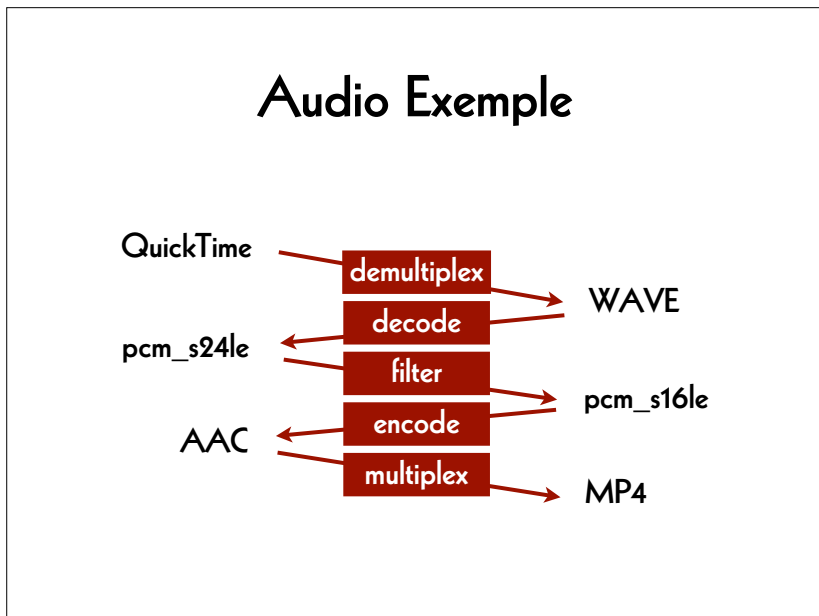 Audio Exemple
QuickTime
demultiplex
WAVE
decode
pcm_s24le
filter
pcm_s16le
encode
AAC
multiplex
MP4